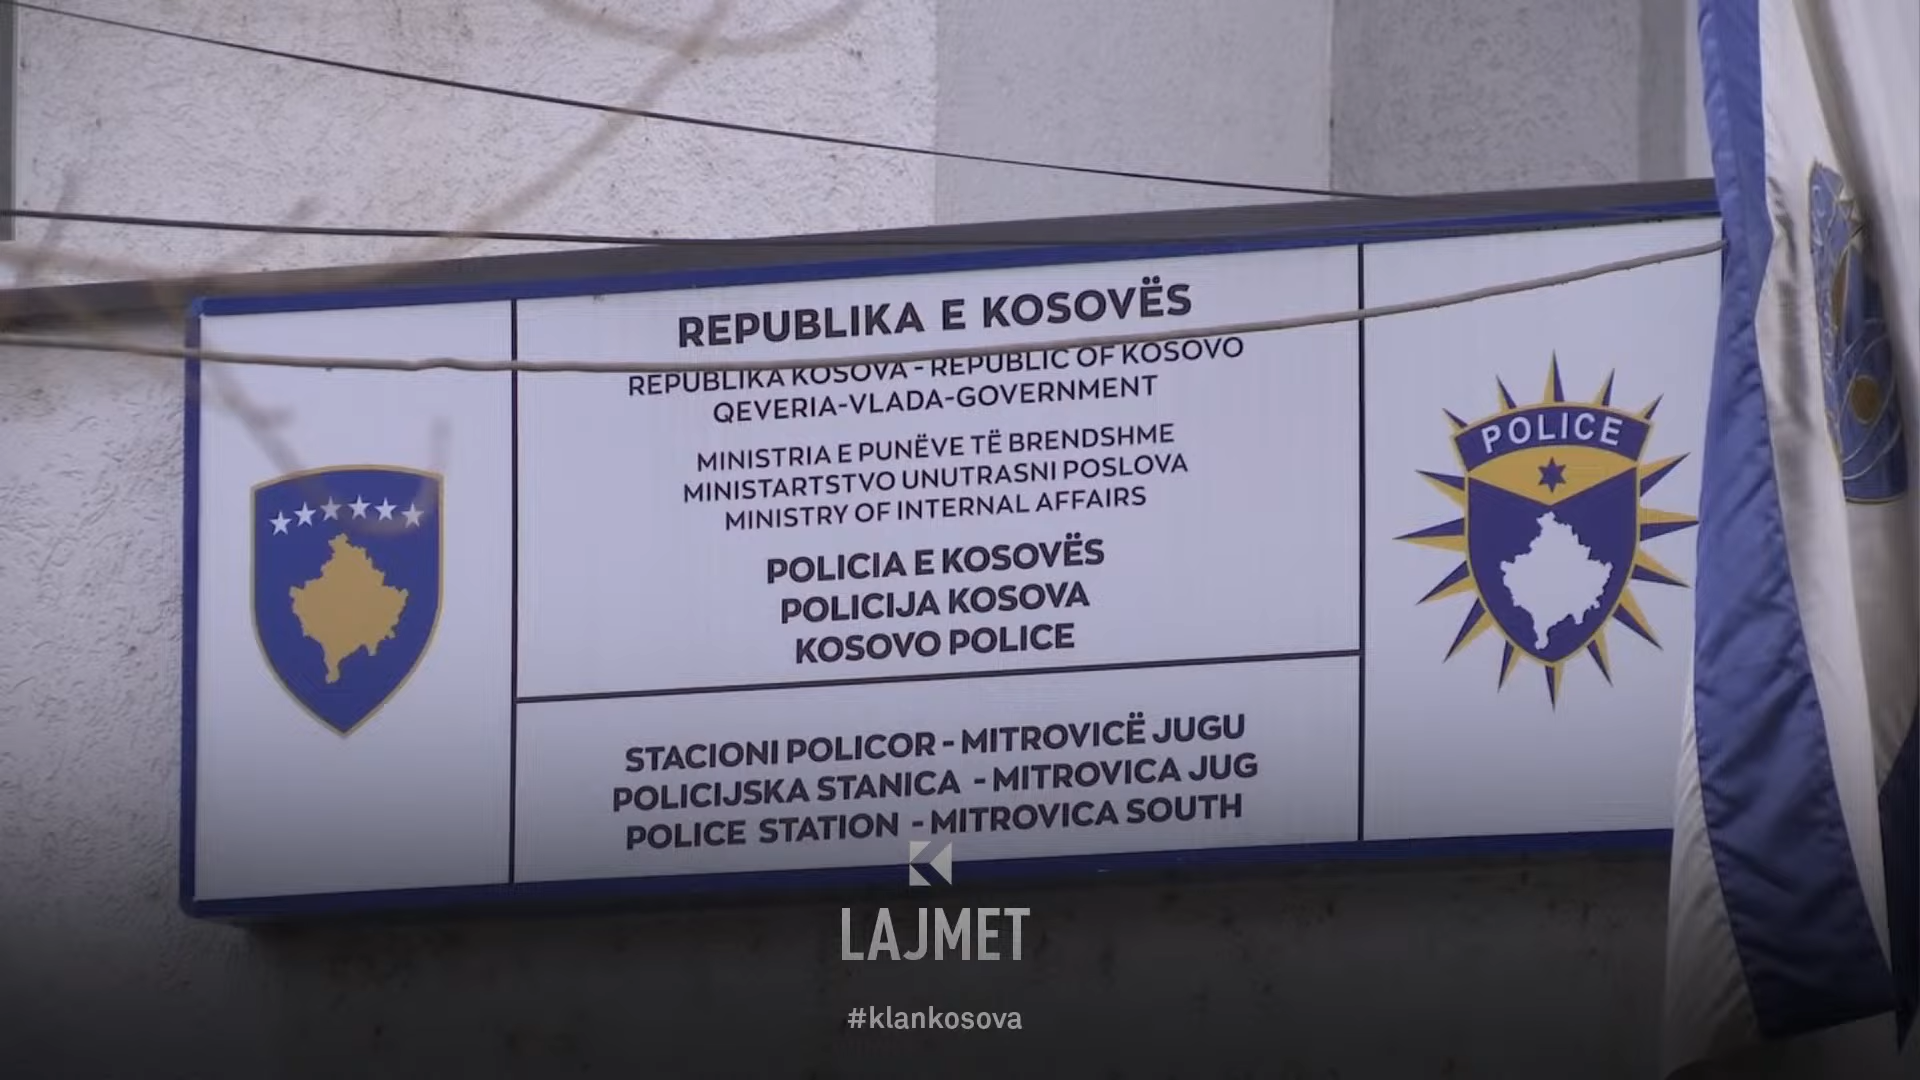 REPUBLIKA E KOSOVËS
REPUBLIKA KOSOVA - REPUBLIC OF KOSOVO
QEVERIA-VLADA-GOVERNMENT
MINISTRIA E PUNËVE TË BRENDSHME
MINISTARTSTVO UNUTRASNI POSLOVA
MINISTRY OF INTERNAL AFFAIRS
POLICIA E KOSOVËS
POLICIJA KOSOVA
KOSOVO POLICE
STACIONI POLICOR - MITROVICË JUGU
POLICIJSKA STANICA - MITROVICA JUG
POLICE STATION - MITROVICA SOUTH
POLICE
LAJMET
#klankosova